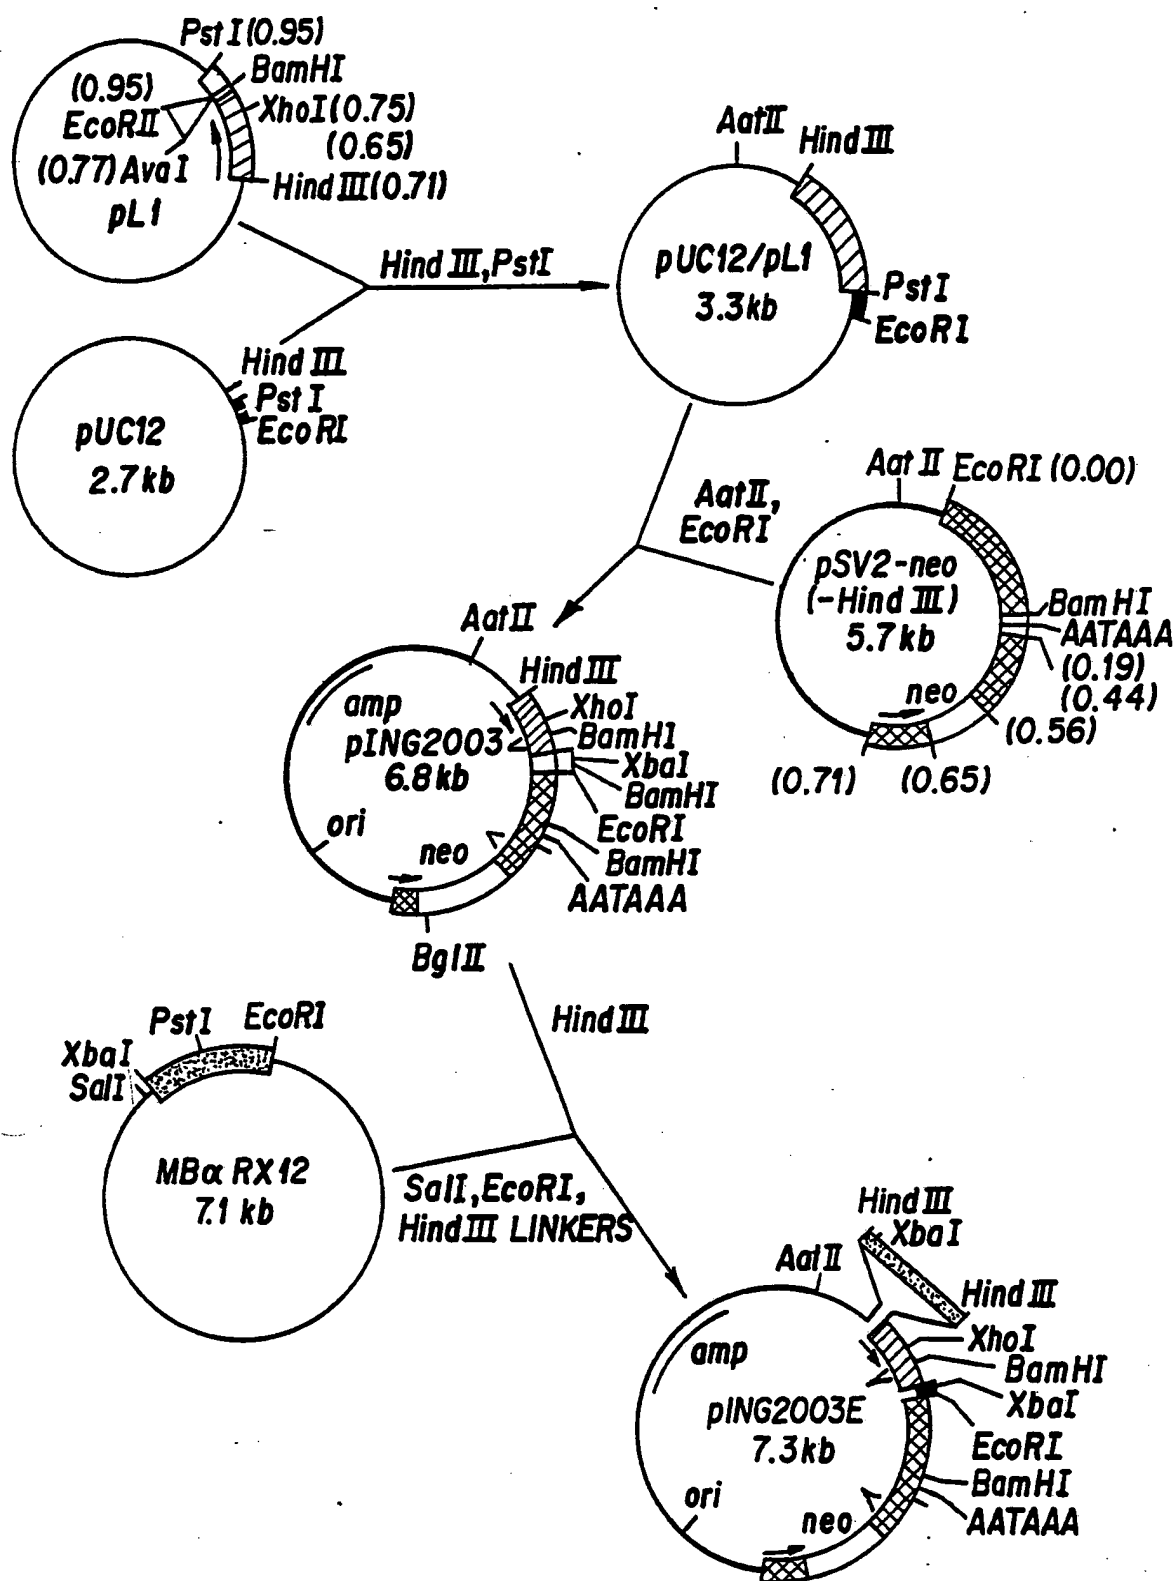 PstI(0.95)
BamHI
(0.95)
EcoRII
XhoI(0.75)
(0.65)
(0.77)AvaI
HindIII(0.71)
pL1
HindIII,PstI
AatII
HindIII
pUC12/pL1
3.3kb
PstI
EcoRI
HindIII
PstI
EcoRI
pUC12
2.7kb
AatII,
EcoRI
AatII
EcoRI(0.00)
pSV2-neo
(-HindIII)
5.7kb
BamHI
AATAAA
(0.19)
(0.44)
neo
(0.56)
(0.71)
(0.65)
AatII
HindIII
amp
XhoI
pING2003
BamHI
6.8kb
XbaI
BamHI
ori
EcoRI
neo
BamHI
AATAAA
BglII
HindIII
PstI
EcoRI
XbaI
SalI
MBα RX12
7.1 kb
SalI,EcoRI,
HindIII LINKERS
HindIII
XbaI
AatII
HindIII
XhoI
amp
BamHI
pING2003E
XbaI
7.3kb
EcoRI
BamHI
ori
neo
AATAAA